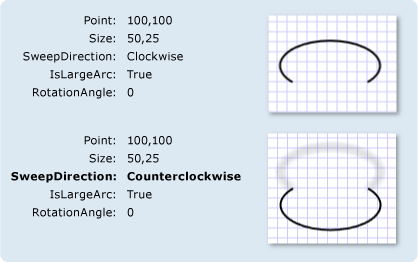 Point: 100,100
Size: 50,25
SweepDirection: Clockwise
IsLargeArc: True
RotationAngle: 0
Point: 100,100
Size: 50,25
SweepDirection: Counterclockwise
IsLargeArc: True
RotationAngle: 0